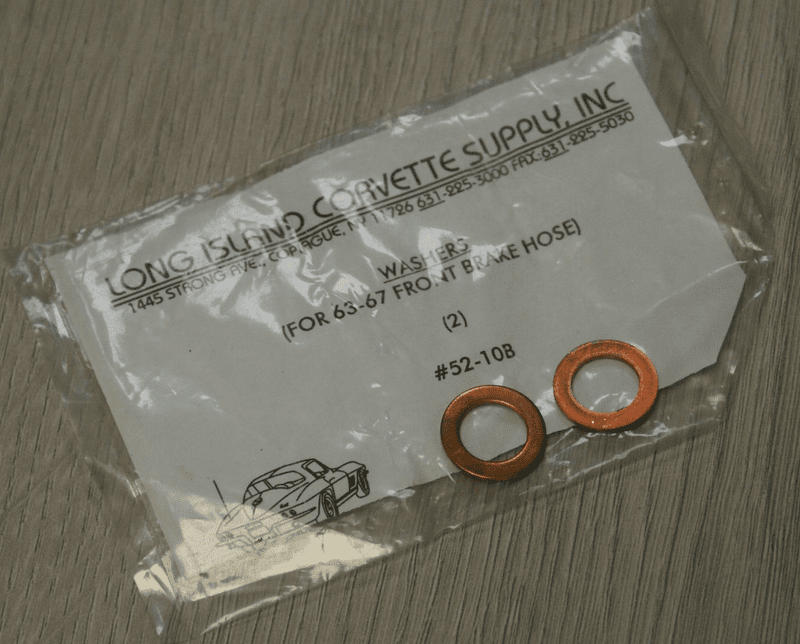 LONG ISLAND CORVETTE SUPPLY, INC
1445 STRONG AVE., COPIAGUE, NY 11726 631-225-3000 FAX:631-225-5030
WASHERS
(FOR 63-67 FRONT BRAKE HOSE)
(2)
#52-10B